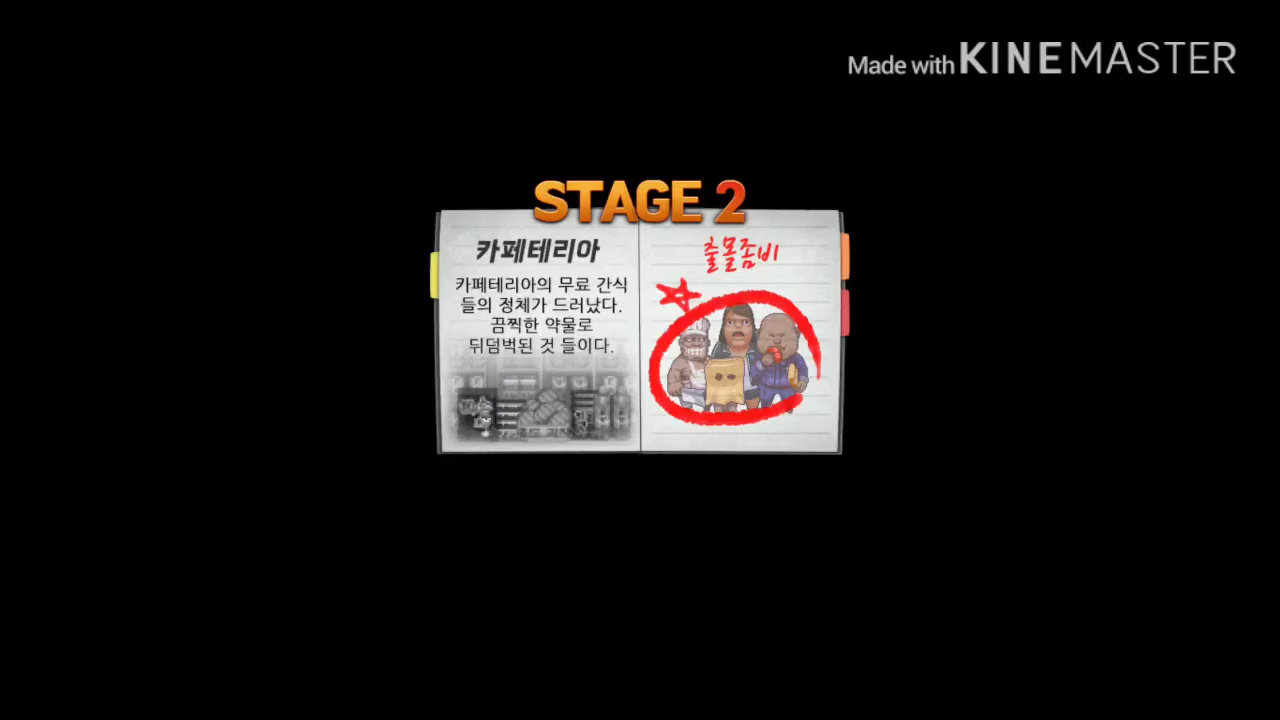 Made with KINEMASTER
STAGE 2
카페테리아
카페테리아의 무료 간식
들의 정체가 드러났다.
끔찍한 약물로
뒤덤벅된 것 들이다.
출몰좀비